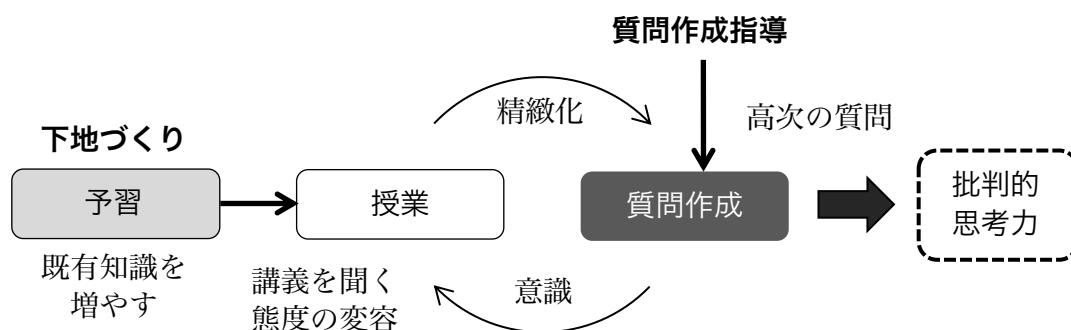 質問作成指導
精緻化
高次の質問
下地づくり
予習
授業
質問作成
批判的
思考力
既有知識を
増やす
講義を聞く
態度の変容
意識